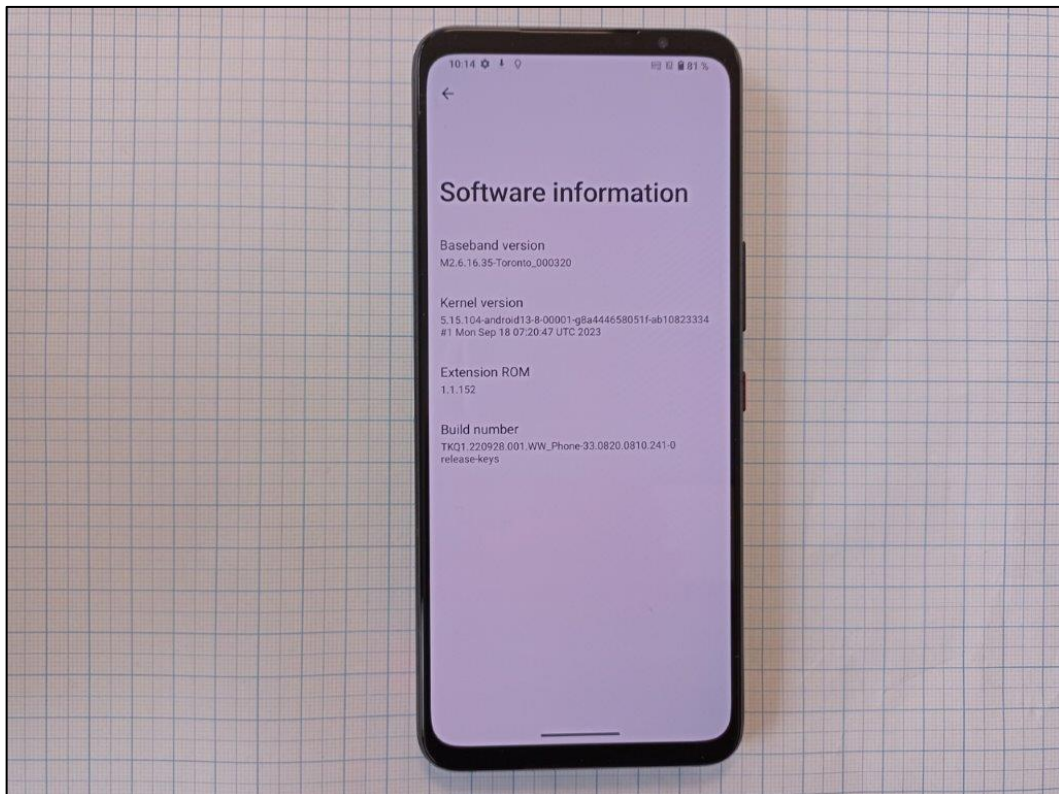 10:14 81 %
Software information
Baseband version
M2.6.16.35-Toronto_000320
Kernel version
5.15.104-android13-8-00001-g8a444658051f-ab10823334
#1 Mon Sep 18 07:20:47 UTC 2023
Extension ROM
1.1.152
Build number
TKQ1.220928.001.WW_Phone-33.0820.0810.241-0
release-keys